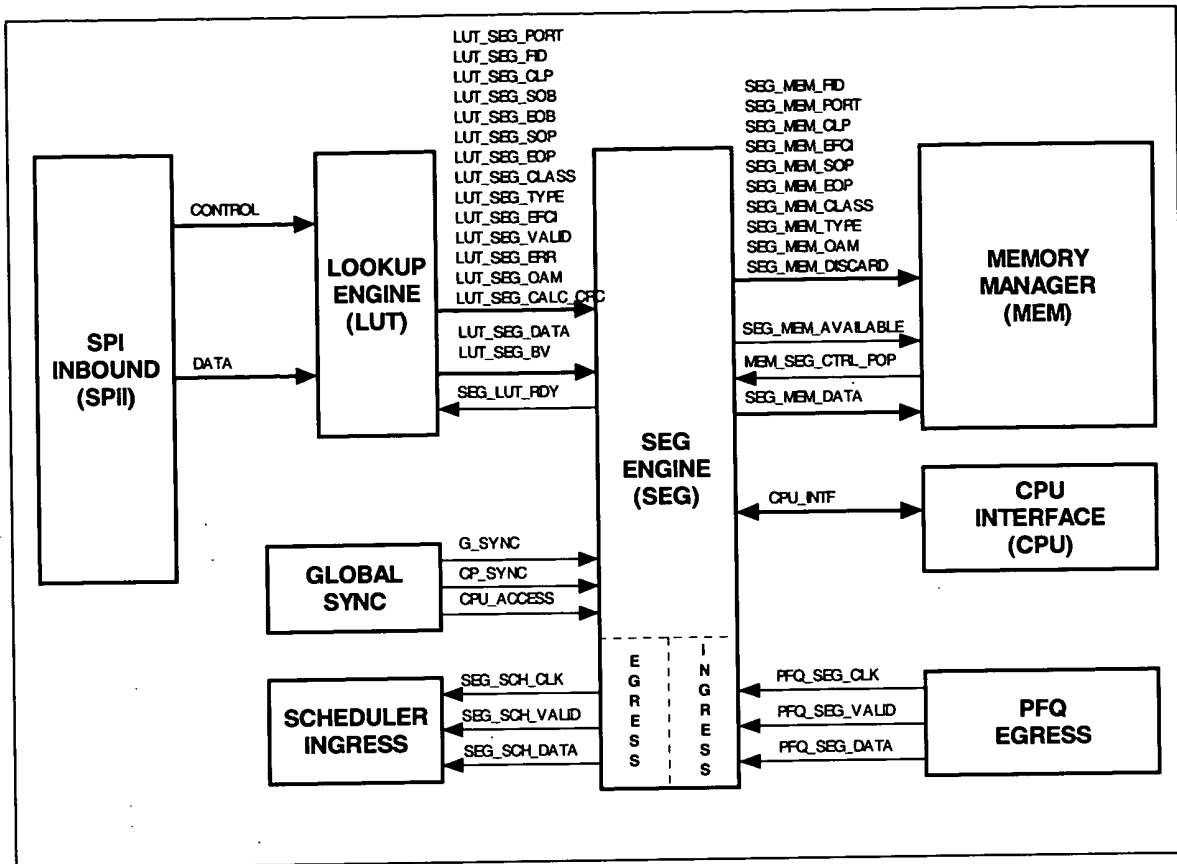 LUT_SEG_PORT
LUT_SEG_FID
LUT_SEG_CLP
LUT_SEG_SOB
LUT_SEG_EOB
LUT_SEG_SOP
LUT_SEG_EOP
LUT_SEG_CLASS
LUT_SEG_TYPE
LUT_SEG_EFCI
LUT_SEG_VALID
LUT_SEG_ERR
LUT_SEG_OAM
LUT_SEG_CALC_CRC
LUT_SEG_DATA
LUT_SEG_BV
SEG_LUT_RDY
SEG_MEM_FID
SEG_MEM_PORT
SEG_MEM_CLP
SEG_MEM_EFCI
SEG_MEM_SOP
SEG_MEM_EOP
SEG_MEM_CLASS
SEG_MEM_TYPE
SEG_MEM_OAM
SEG_MEM_DISCARD
SEG_MEM_AVAILABLE
MEM_SEG_CTRL_POP
SEG_MEM_DATA
CONTROL
DATA
SPI
INBOUND
(SPII)
LOOKUP
ENGINE
(LUT)
SEG
ENGINE
(SEG)
MEMORY
MANAGER
(MEM)
CPU_INTF
CPU
INTERFACE
(CPU)
GLOBAL
SYNC
G_SYNC
CP_SYNC
CPU_ACCESS
EGRESS
INGRESS
SCHEDULER
INGRESS
SEG_SCH_CLK
SEG_SCH_VALID
SEG_SCH_DATA
PFQ_SEG_CLK
PFQ_SEG_VALID
PFQ_SEG_DATA
PFQ
EGRESS